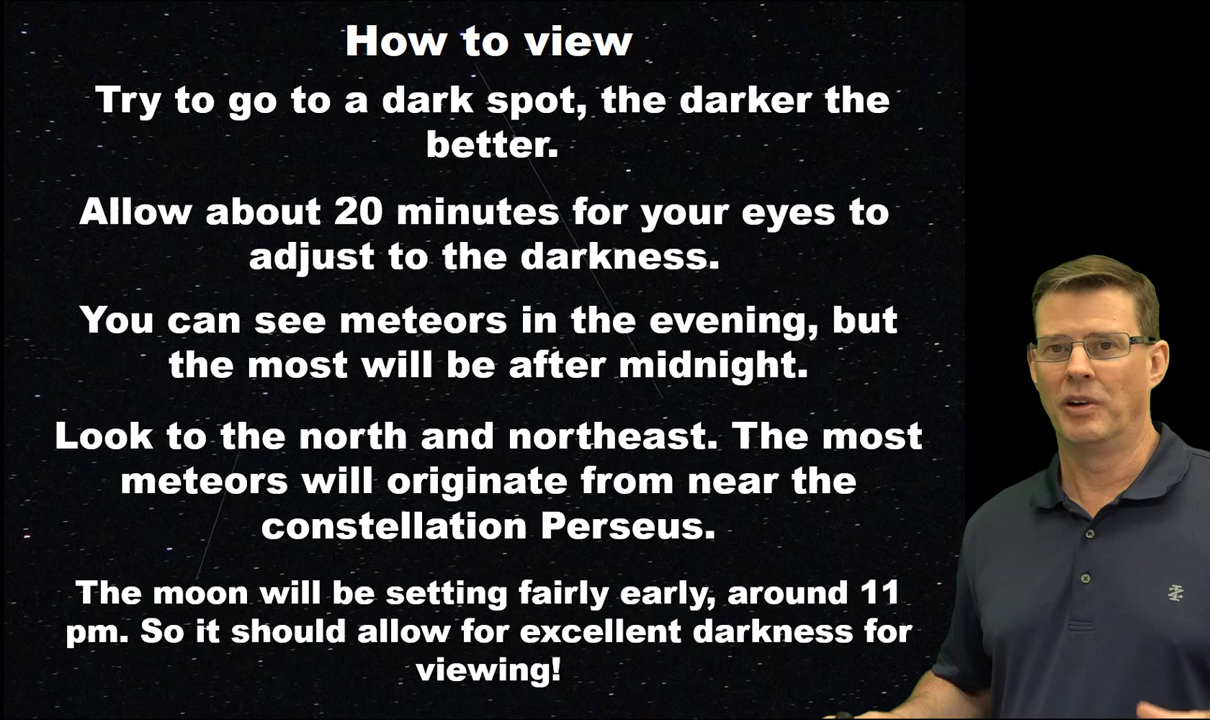 How to view
Try to go to a dark spot, the darker the
better.
Allow about 20 minutes for your eyes to
adjust to the darkness.
You can see meteors in the evening, but
the most will be after midnight.
Look to the north and northeast. The most
meteors will originate from near the
constellation Perseus.
The moon will be setting fairly early, around 11
pm. So it should allow for excellent darkness for
viewing!